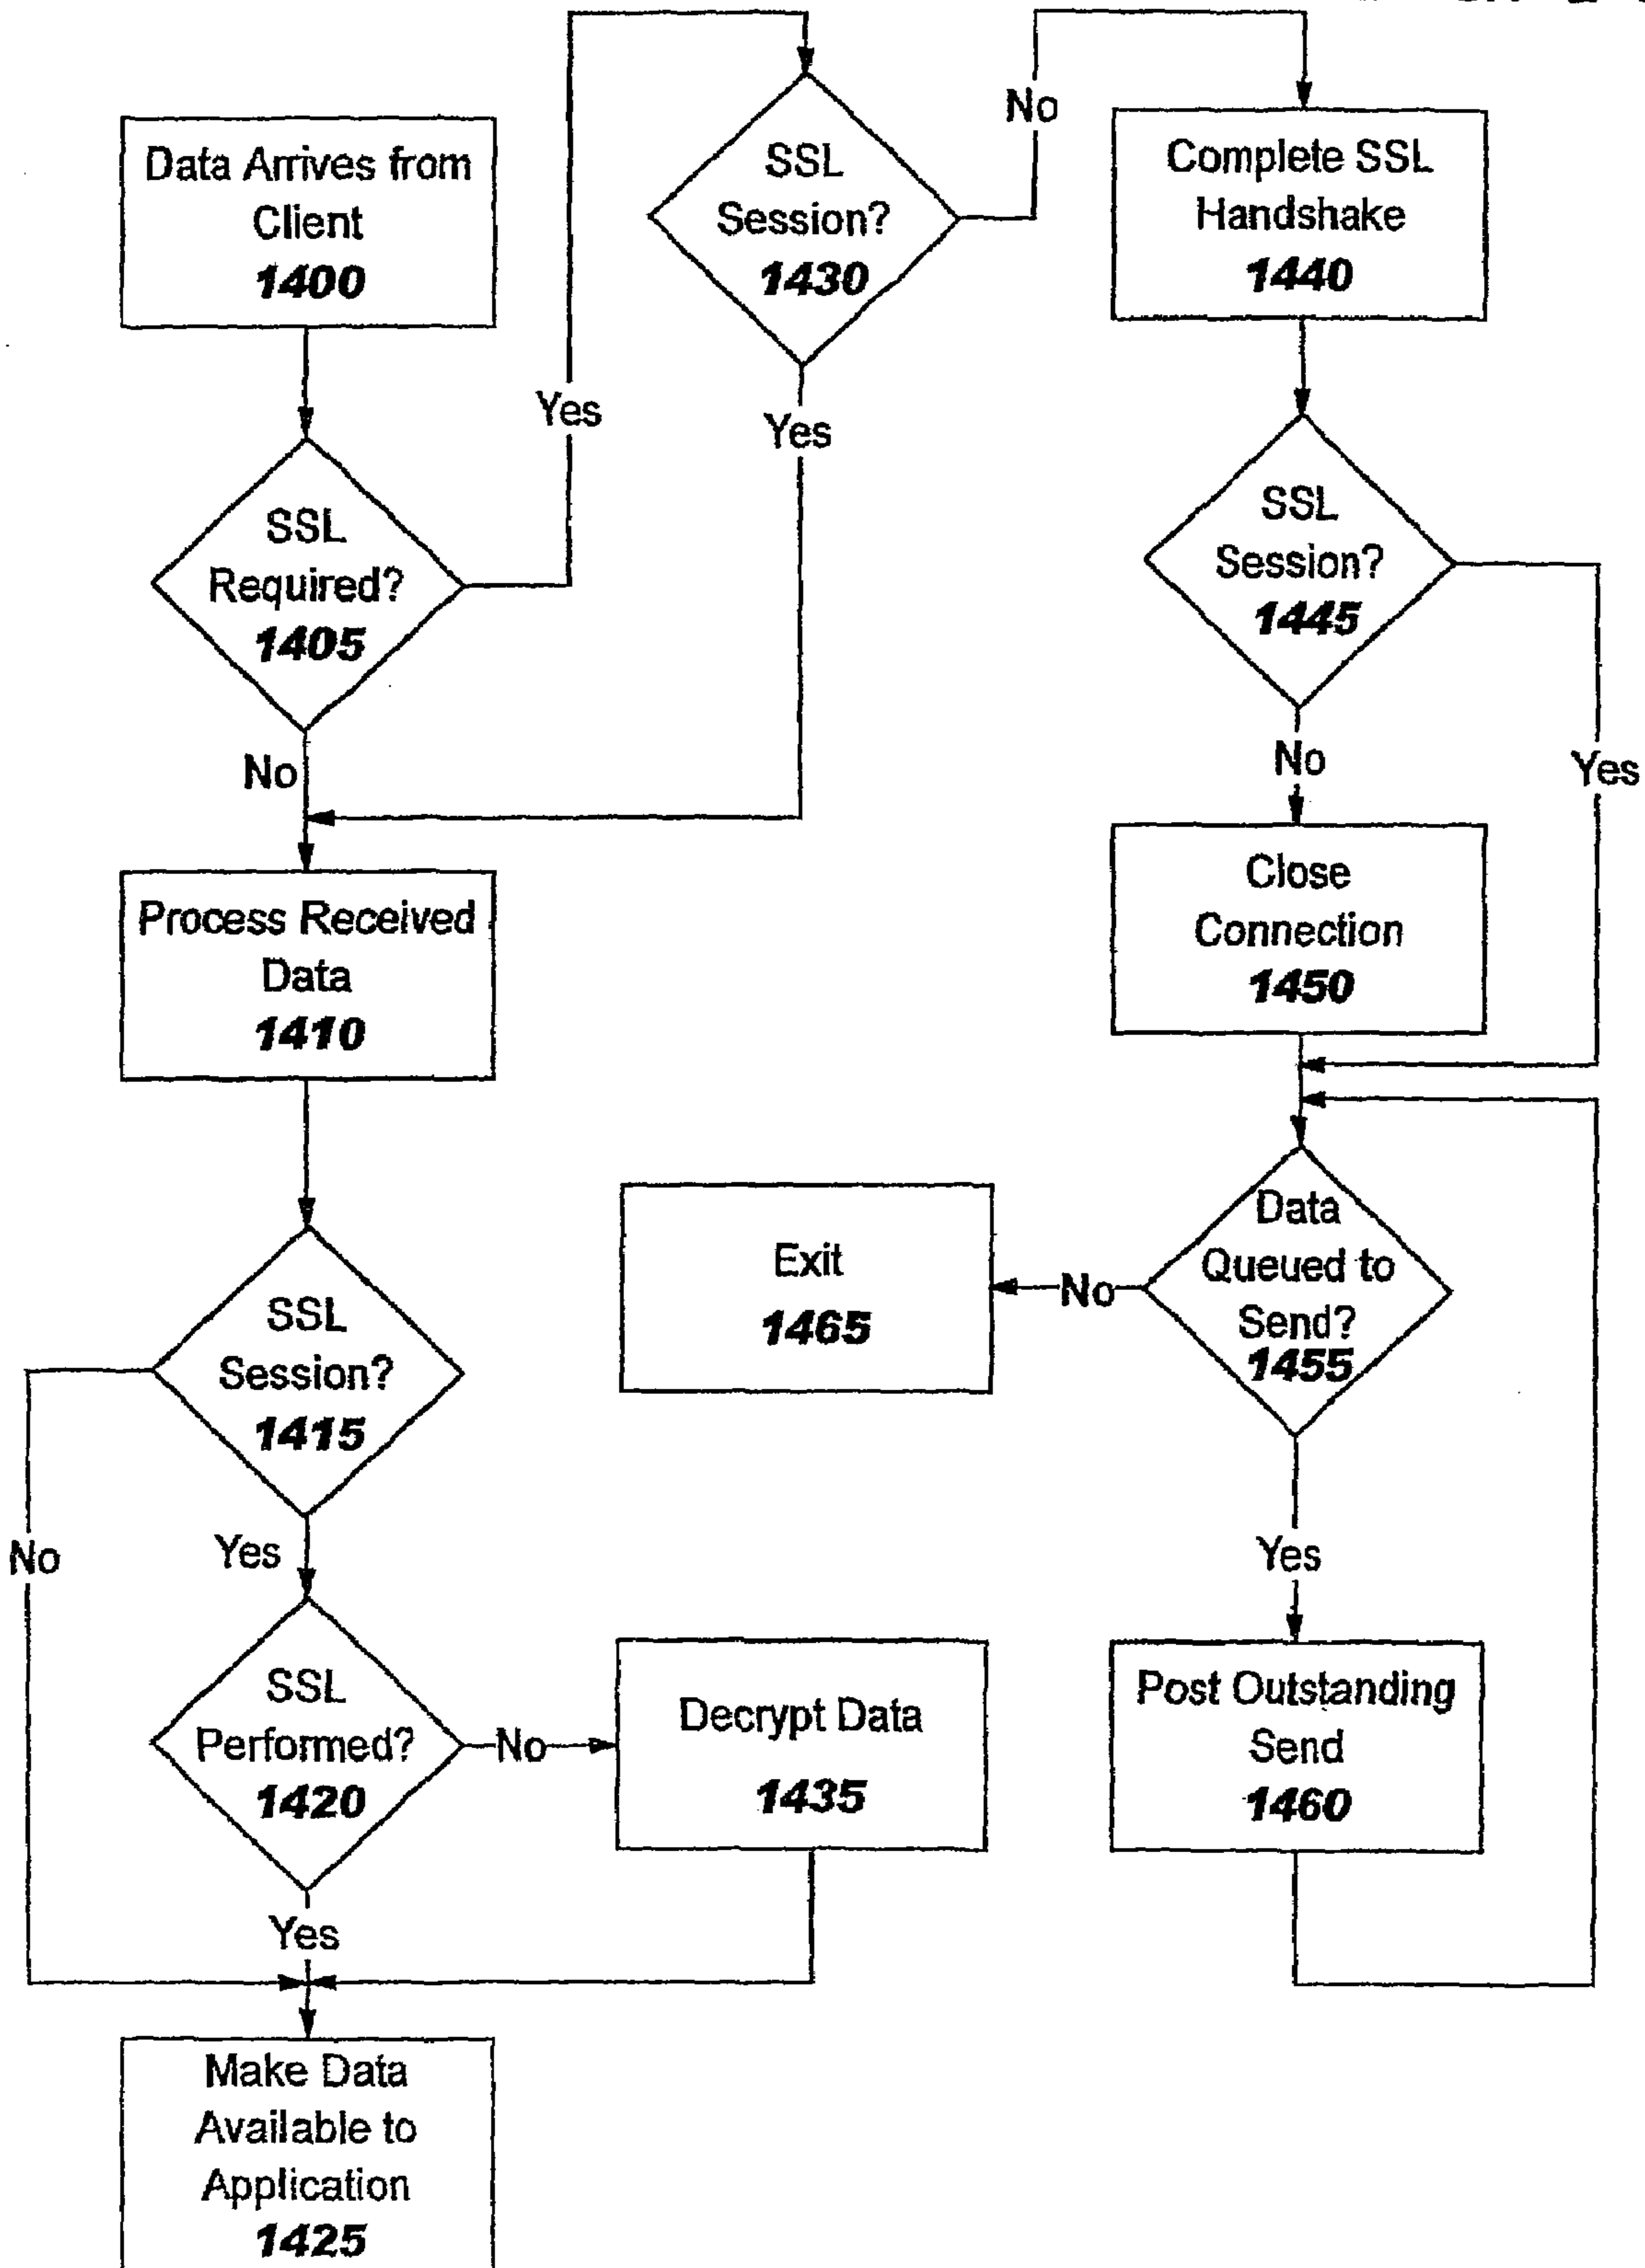 Data Arrives from
Client
1400
Yes
SSL
Required?
1405
No
SSL
Session?
1430
Yes
No
Complete SSL
Handshake
1440
SSL
Session?
1445
No
Yes
Process Received
Data
1410
Close
Connection
1450
SSL
Session?
1415
No
Yes
Exit
1465
No
Data
Queued to
Send?
1455
Yes
SSL
Performed?
1420
No
Decrypt Data
1435
Yes
Post Outstanding
Send
1460
Make Data
Available to
Application
1425